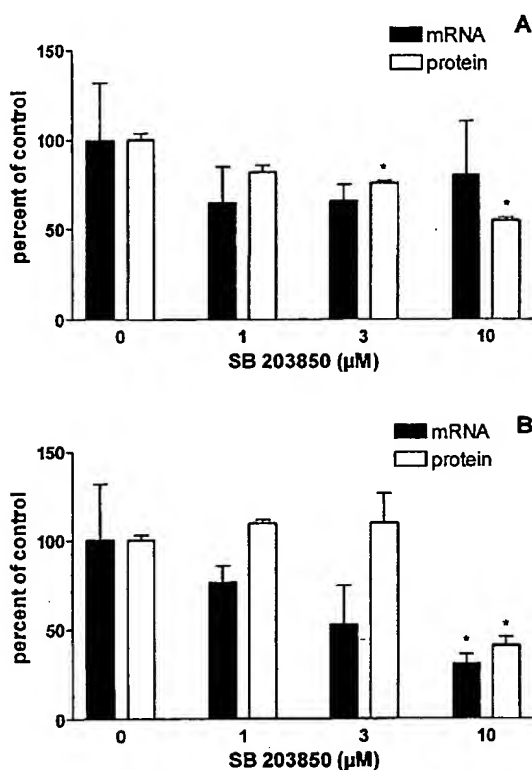 A
mRNA
protein
150
100
50
0
percent of control
*
*
0 1 3 10
SB 203850 (µM)
B
mRNA
protein
150
100
50
0
percent of control
* *
0 1 3 10
SB 203850 (µM)